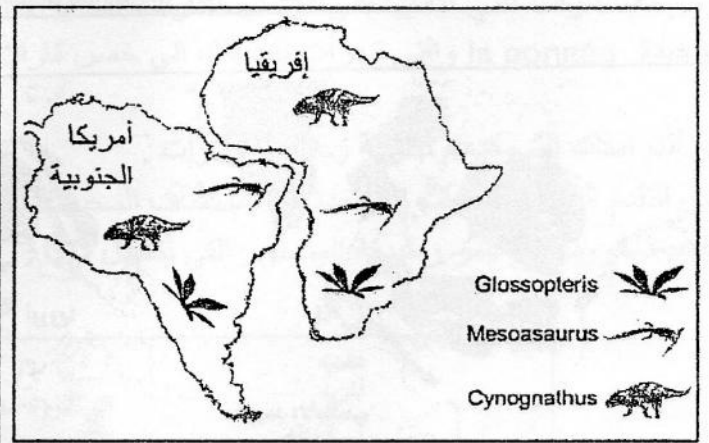 إفريقيا
أمريكا
الجنوبية
Glossopteris
Mesoasaurus
Cynognathus